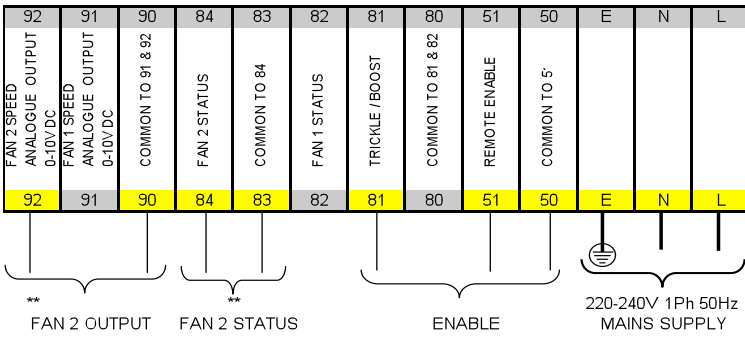 92 91 90 84 83 82 81 80 51 50 E N L
FAN 2 SPEED
ANALOGUE OUTPUT
0-10V DC
FAN 1 SPEED
ANALOGUE OUTPUT
0-10V DC
COMMON TO 91 & 92
FAN 2 STATUS
COMMON TO 84
FAN 1 STATUS
TRICKLE / BOOST
COMMON TO 81 & 82
REMOTE ENABLE
COMMON TO 5'
92 91 90 84 83 82 81 80 51 50 E N L
** **
FAN 2 OUTPUT FAN 2 STATUS ENABLE
220-240V 1Ph 50Hz
MAINS SUPPLY